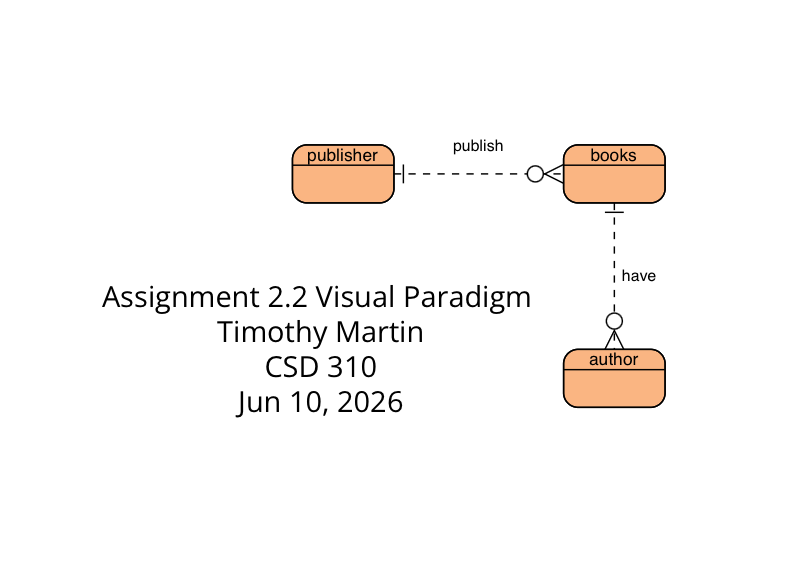 publish
publisher
books
have
Assignment 2.2 Visual Paradigm
Timothy Martin
CSD 310
Jun 10, 2026
author